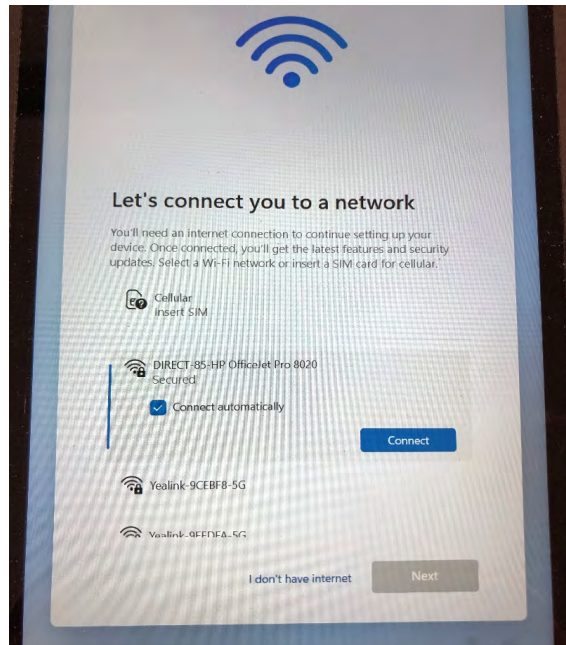 Let's connect you to a network
You'll need an internet connection to continue setting up your
device. Once connected, you'll get the latest features and security
updates. Select a Wi-Fi network or insert a SIM card for cellular.
Cellular
Insert SIM
DIRECT-85-HP OfficeJet Pro 8020
Secured
Connect automatically
Connect
Yealink-9CEBF8-5G
I don't have internet
Next